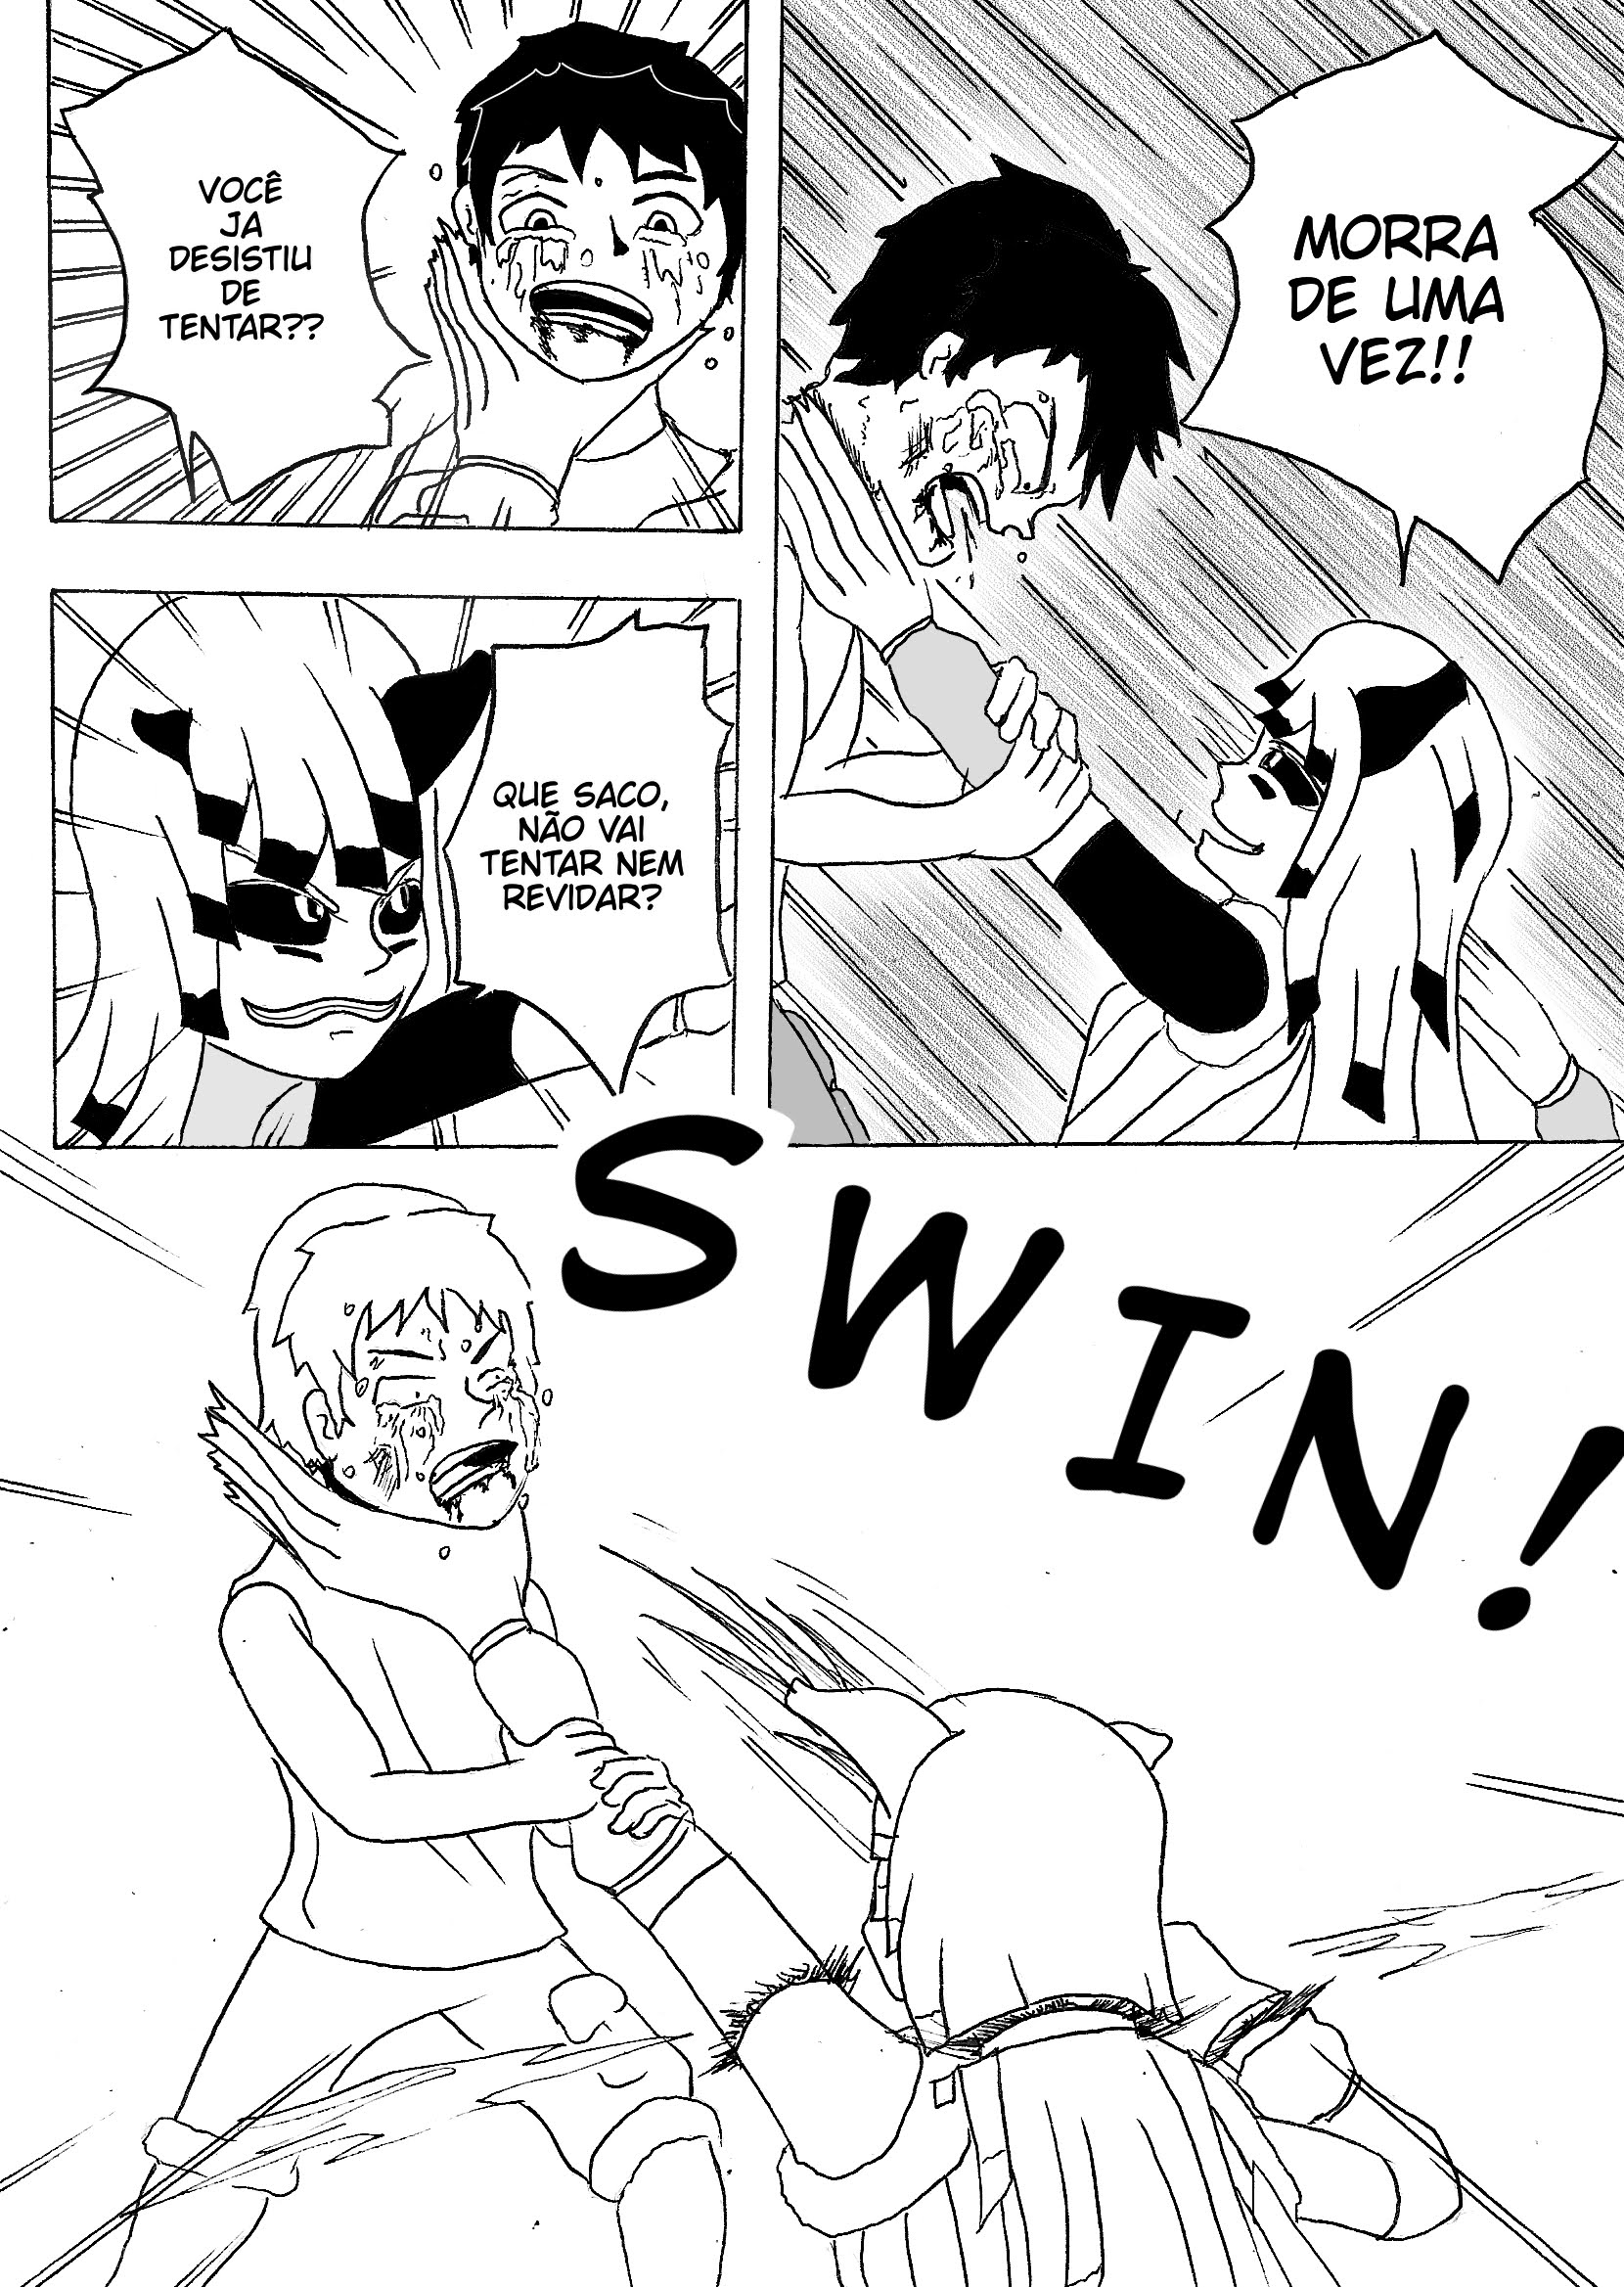 VOCÊ
JA
DESISTIU
DE
TENTAR??
QUE SACO,
NÃO VAI
TENTAR NEM
REVIDAR?
MORRA
DE UMA
VEZ!!
SWIN!